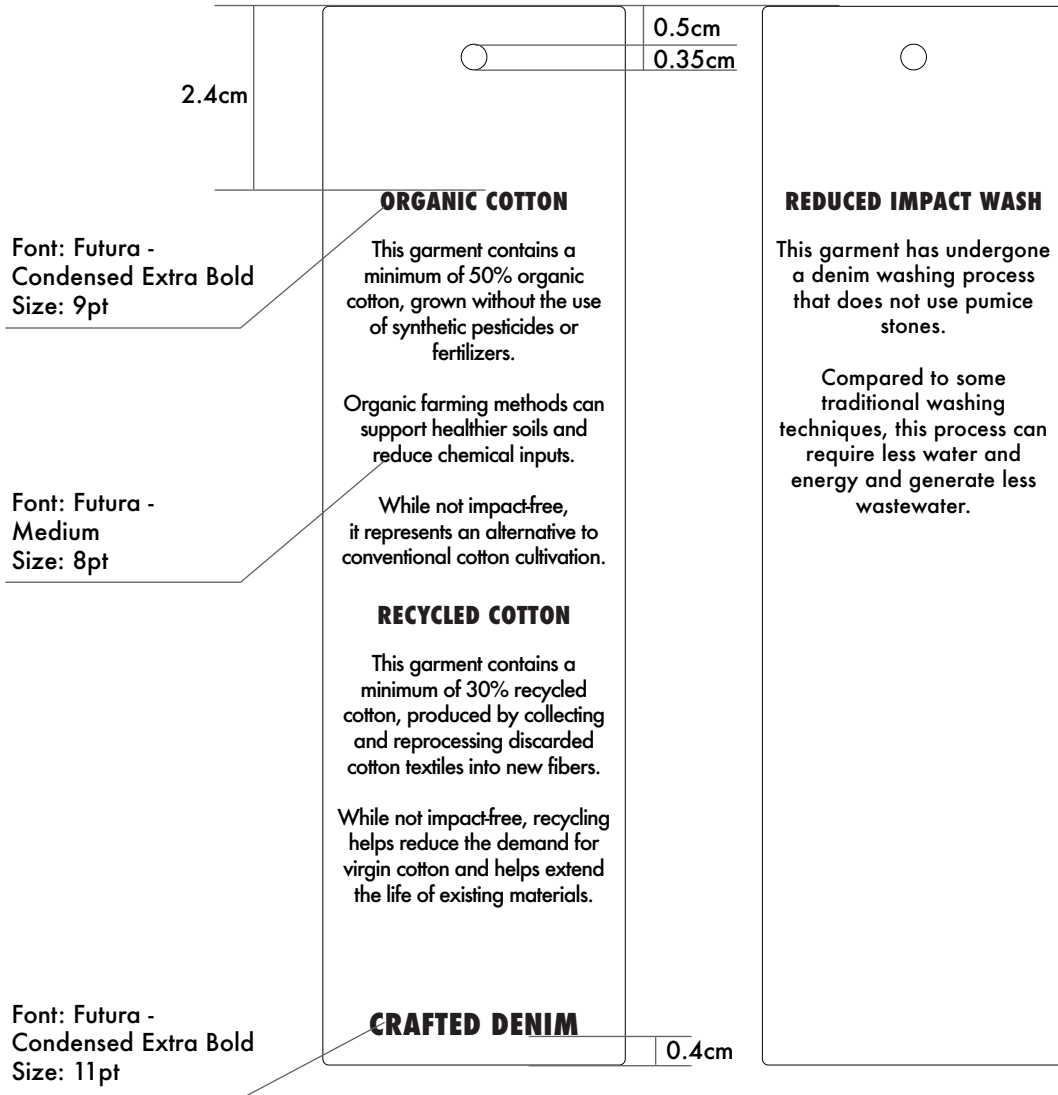 0.5cm
0.35cm
2.4cm
Font: Futura -
Condensed Extra Bold
Size: 9pt
Font: Futura -
Medium
Size: 8pt
Font: Futura -
Condensed Extra Bold
Size: 11pt
ORGANIC COTTON
This garment contains a
minimum of 50% organic
cotton, grown without the use
of synthetic pesticides or
fertilizers.
Organic farming methods can
support healthier soils and
reduce chemical inputs.
While not impact-free,
it represents an alternative to
conventional cotton cultivation.
RECYCLED COTTON
This garment contains a
minimum of 30% recycled
cotton, produced by collecting
and reprocessing discarded
cotton textiles into new fibers.
While not impact-free, recycling
helps reduce the demand for
virgin cotton and helps extend
the life of existing materials.
CRAFTED DENIM
0.4cm
REDUCED IMPACT WASH
This garment has undergone
a denim washing process
that does not use pumice
stones.
Compared to some
traditional washing
techniques, this process can
require less water and
energy and generate less
wastewater.